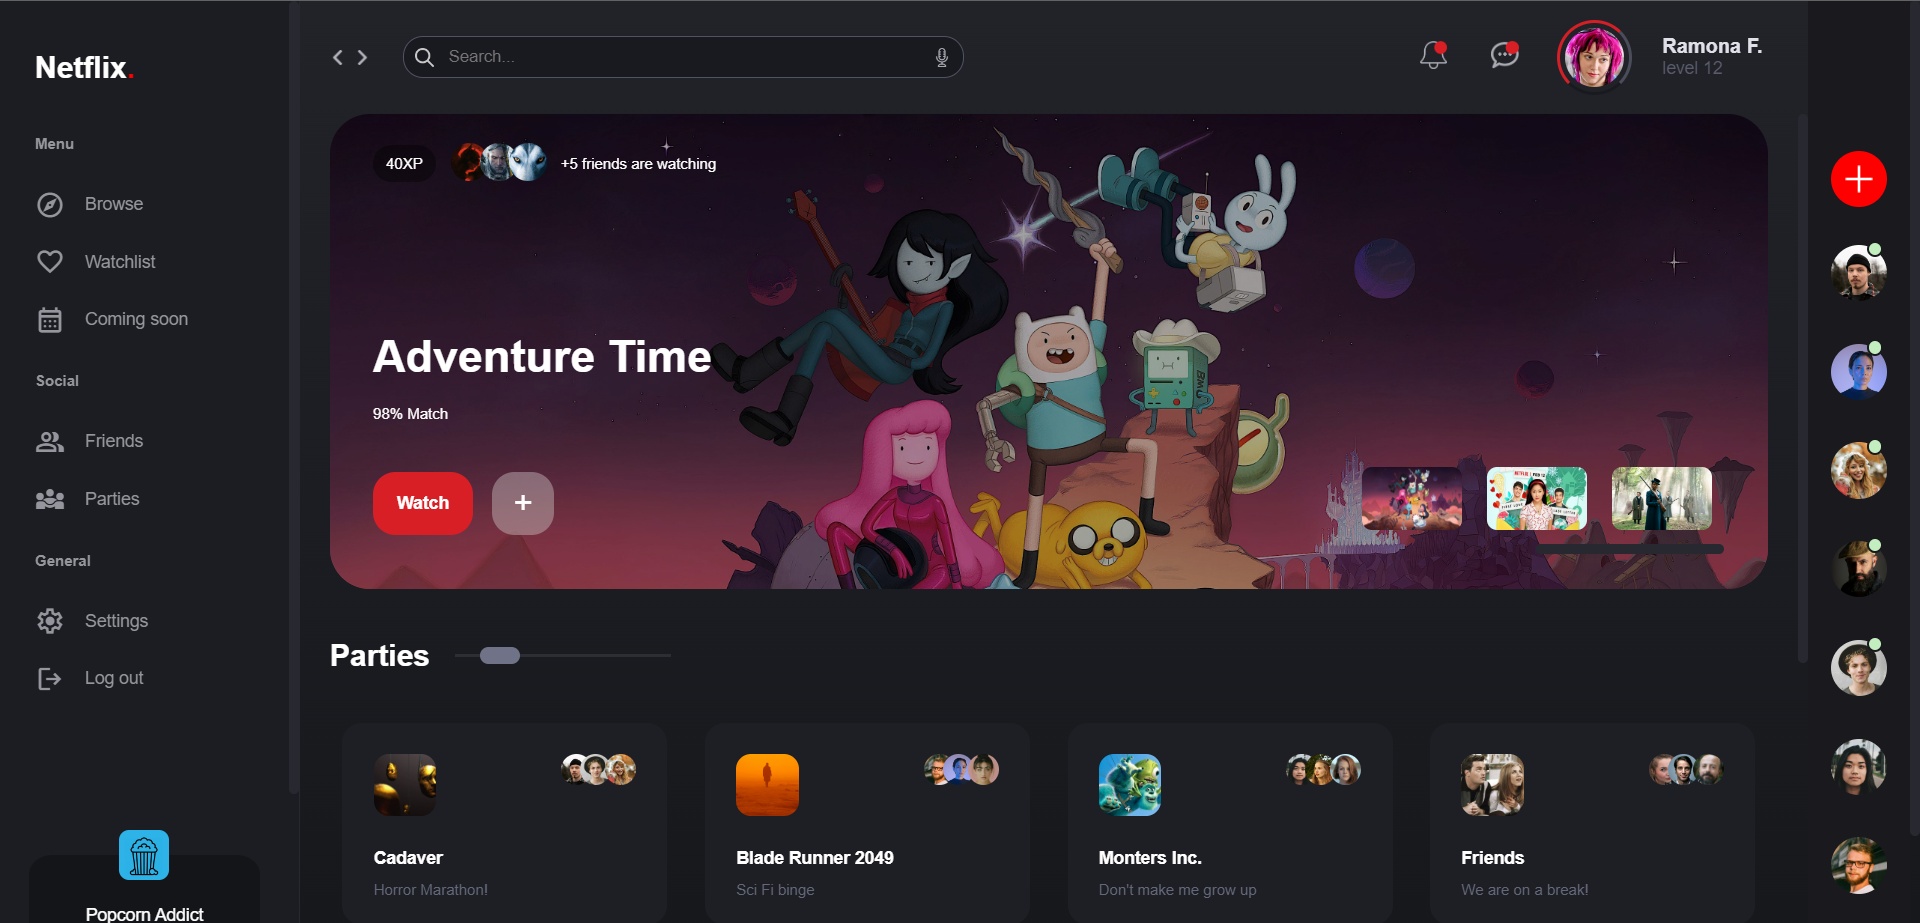 Netflix.
Menu
Browse
Watchlist
Coming soon
Social
Friends
Parties
General
Settings
Log out
Popcorn Addict
Search...
Ramona F.
level 12
40XP
+5 friends are watching
Adventure Time
98% Match
Watch
+
BMO
Parties
Cadaver
Horror Marathon!
Blade Runner 2049
Sci Fi binge
Monters Inc.
Don't make me grow up
Friends
We are on a break!